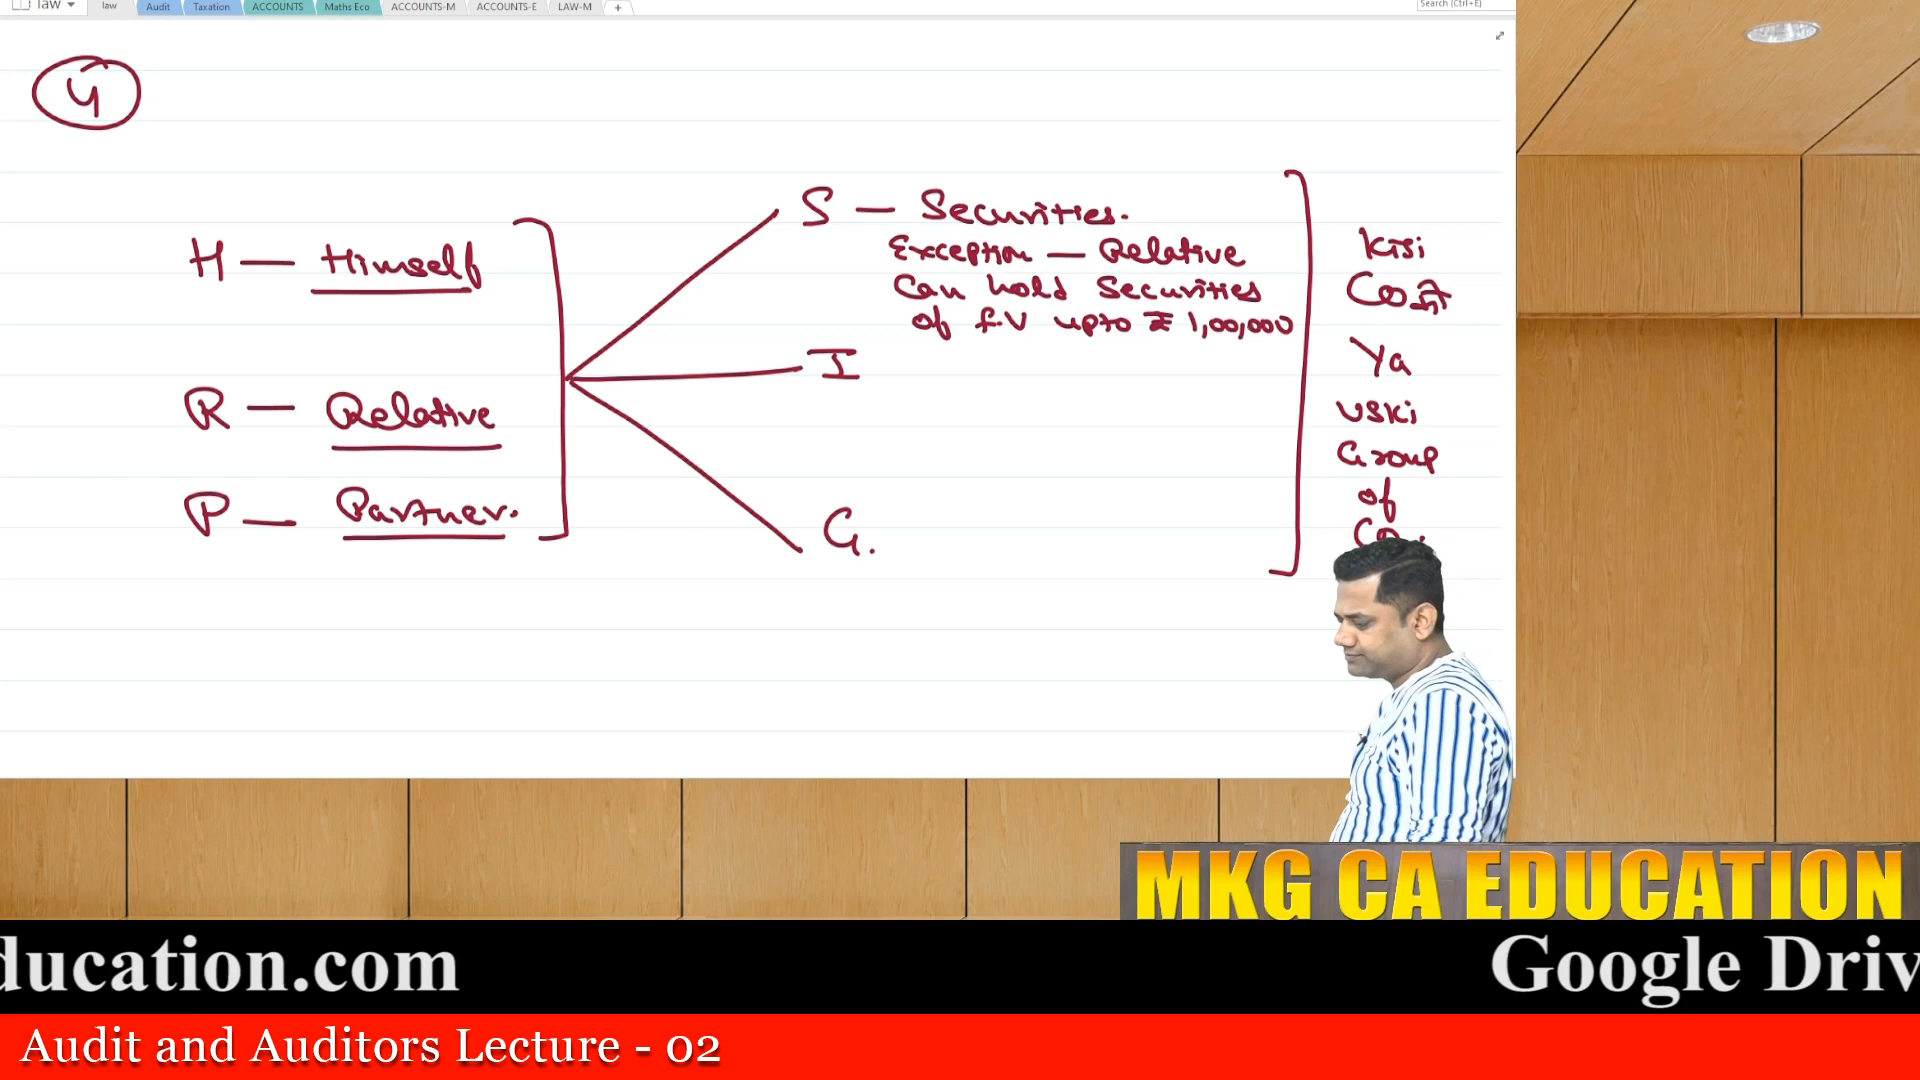 law
law
Audit
Taxation
ACCOUNTS
Maths Eco
ACCOUNTS-M
ACCOUNTS-E
LAW-M
+
Search (Ctrl+E)
4
H — Himself
R — Relative
P — Partner.
S — Securities.
Exception — Relative
Can hold Securities
of F.V upto ₹ 1,00,000
I
G.
Kisi
Ya
Uski
Group
of
Co.
MKG CA EDUCATION
ducation.com
Google Driv
Audit and Auditors Lecture - 02